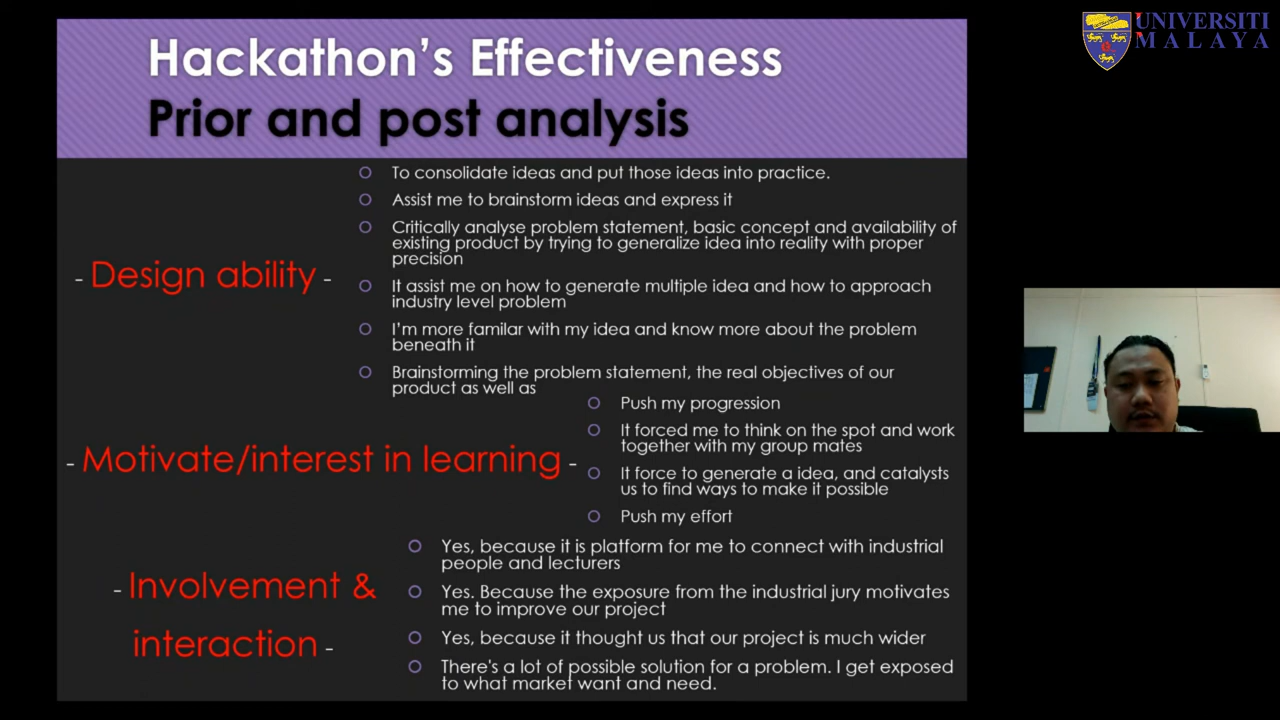 Hackathon's Effectiveness
Prior and post analysis
UNIVERSITI
MALAYA
- Design ability -
To consolidate ideas and put those ideas into practice.
Assist me to brainstorm ideas and express it
Critically analyse problem statement, basic concept and availability of
existing product by trying to generalize idea into reality with proper
precision
It assist me on how to generate multiple idea and how to approach
industry level problem
I'm more familar with my idea and know more about the problem
beneath it
Brainstorming the problem statement, the real objectives of our
product as well as
- Motivate/interest in learning -
Push my progression
It forced me to think on the spot and work
together with my group mates
It force to generate a idea, and catalysts
us to find ways to make it possible
Push my effort
- Involvement &
interaction -
Yes, because it is platform for me to connect with industrial
people and lecturers
Yes. Because the exposure from the industrial jury motivates
me to improve our project
Yes, because it thought us that our project is much wider
There's a lot of possible solution for a problem. I get exposed
to what market want and need.